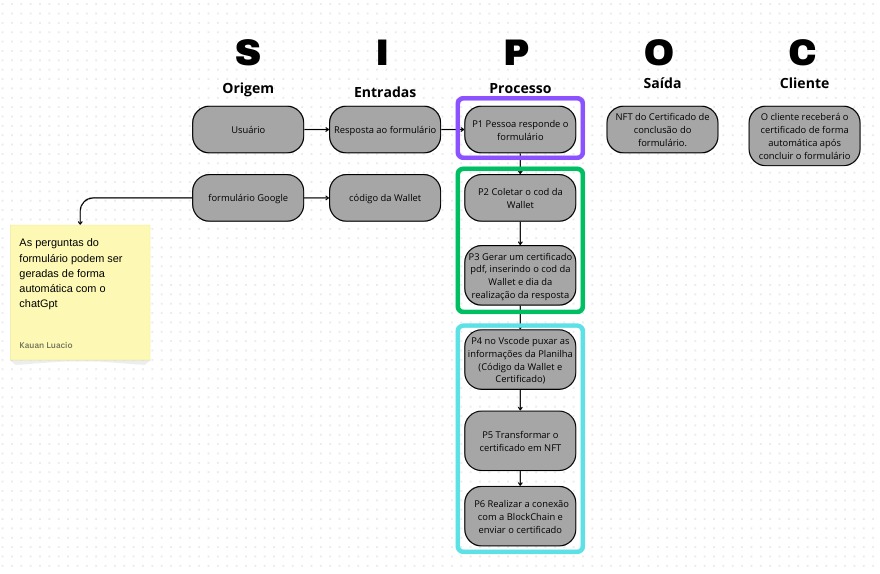 S
I
P
O
C
Origem
Entradas
Processo
Saída
Cliente
Usuário
Resposta ao formulário
P1 Pessoa responde o
formulário
NFT do Certificado de
conclusão do
formulário.
O cliente receberá o
certificado de forma
automática após
concluir o formulário
formulário Google
código da Wallet
P2 Coletar o cod da
Wallet
As perguntas do
formulário podem ser
geradas de forma
automática com o
chatGpt
Kauan Luacio
P3 Gerar um certificado
pdf, inserindo o cod da
Wallet e dia da
realização da resposta
P4 no Vscode puxar as
informações da Planilha
(Código da Wallet e
Certificado)
P5 Transformar o
certificado em NFT
P6 Realizar a conexão
com a BlockChain e
enviar o certificado